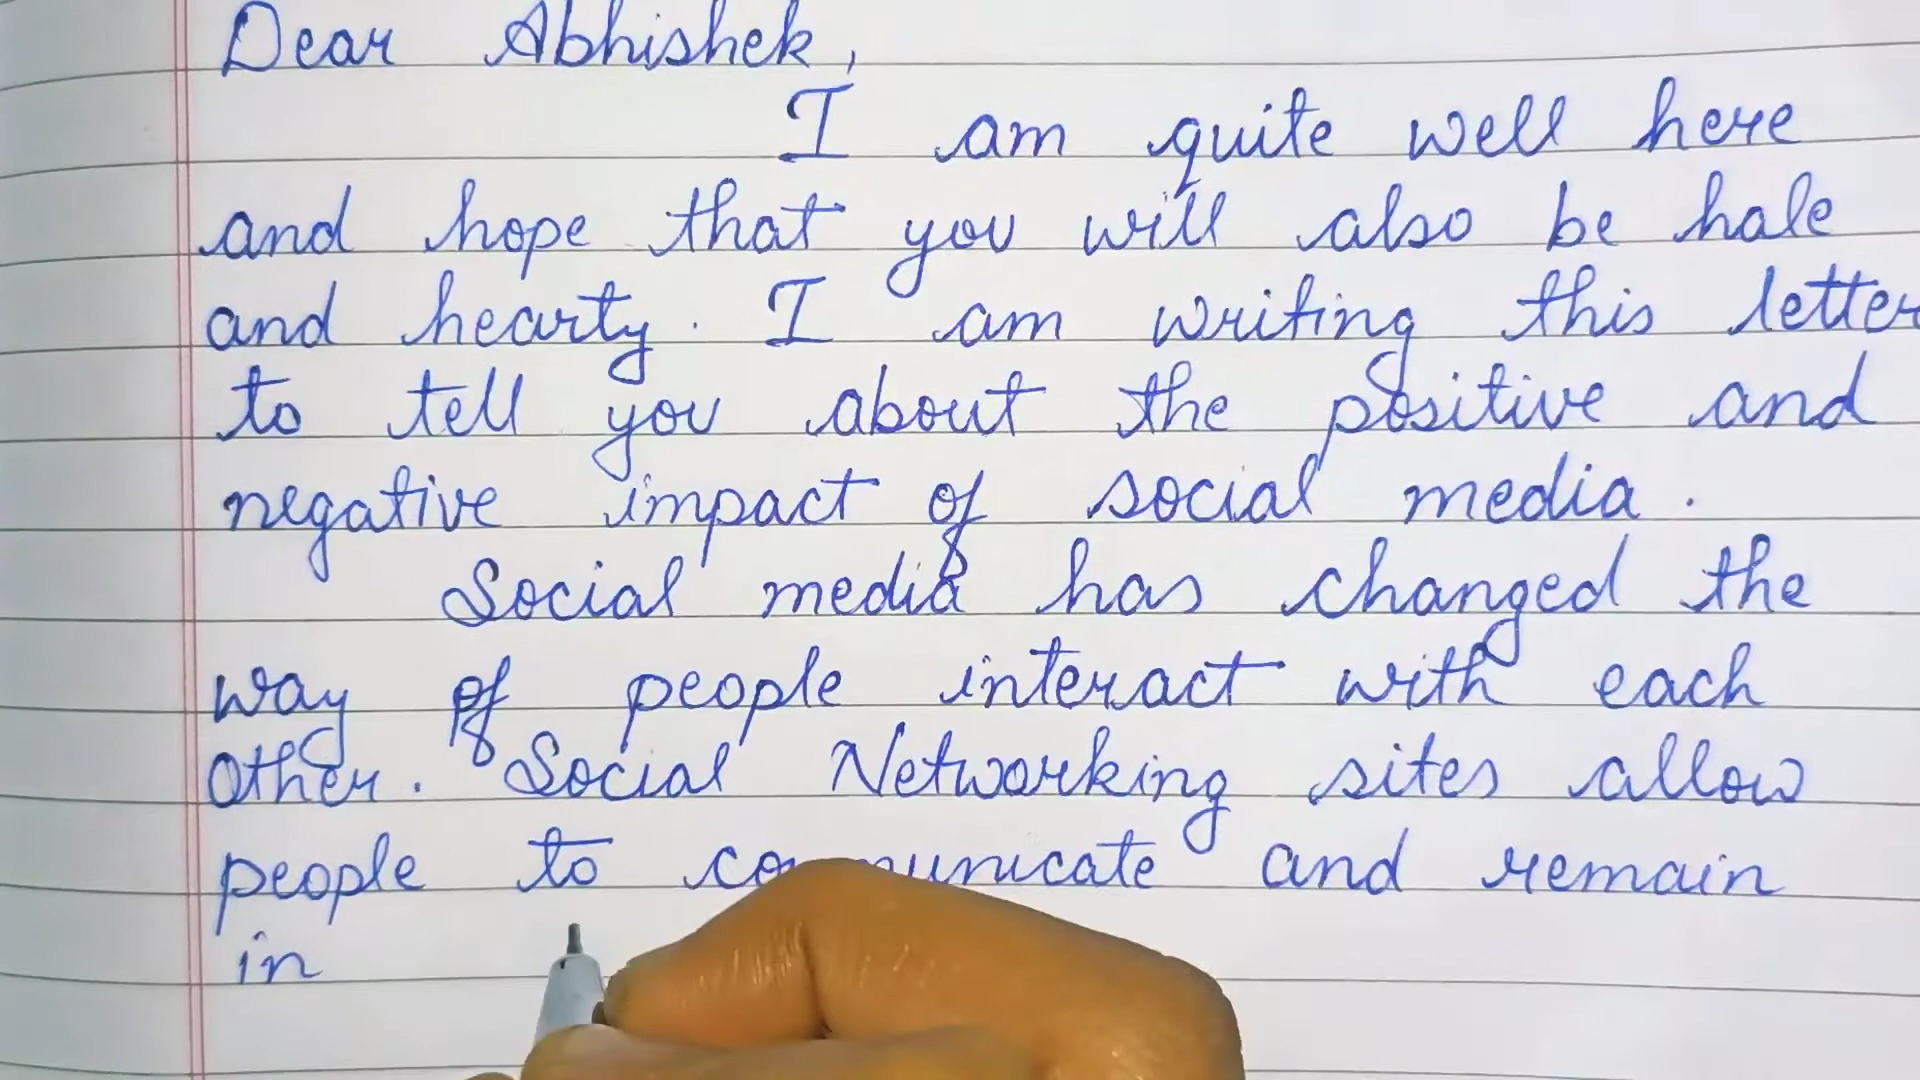 Dear Abhishek,
I am quite well here
and hope that you will also be hale
and hearty. I am writing this letter
to tell you about the positive and
negative impact of social media.
Social media has changed the
way of people interact with each
other. Social Networking sites allow
people to communicate and remain
in